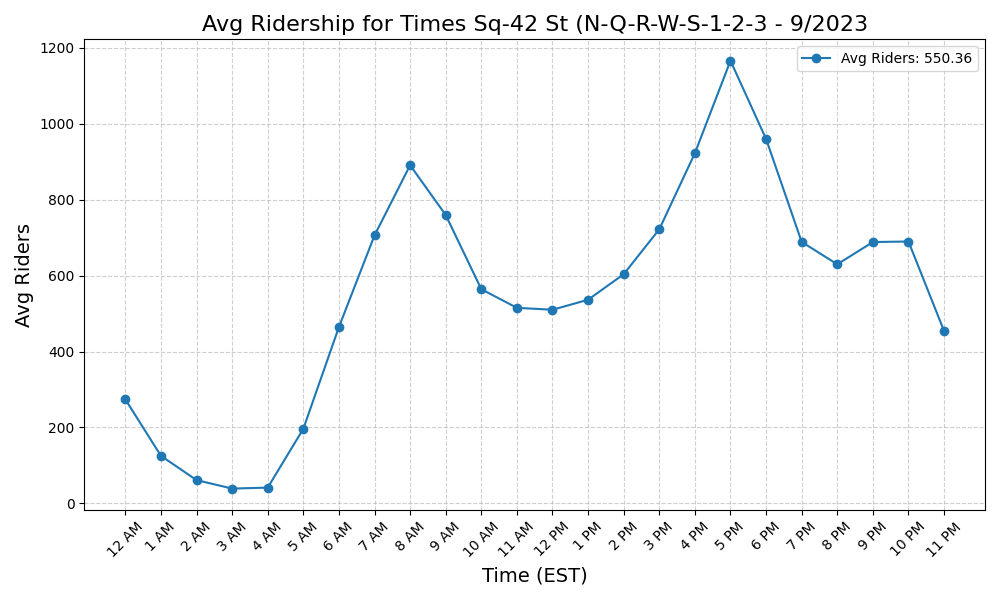 Avg Ridership for Times Sq-42 St (N-Q-R-W-S-1-2-3 - 9/2023
Avg Riders: 550.36
Avg Riders
1200
1000
800
600
400
200
0
12 AM 1 AM 2 AM 3 AM 4 AM 5 AM 6 AM 7 AM 8 AM 9 AM 10 AM 11 AM 12 PM 1 PM 2 PM 3 PM 4 PM 5 PM 6 PM 7 PM 8 PM 9 PM 10 PM 11 PM
Time (EST)